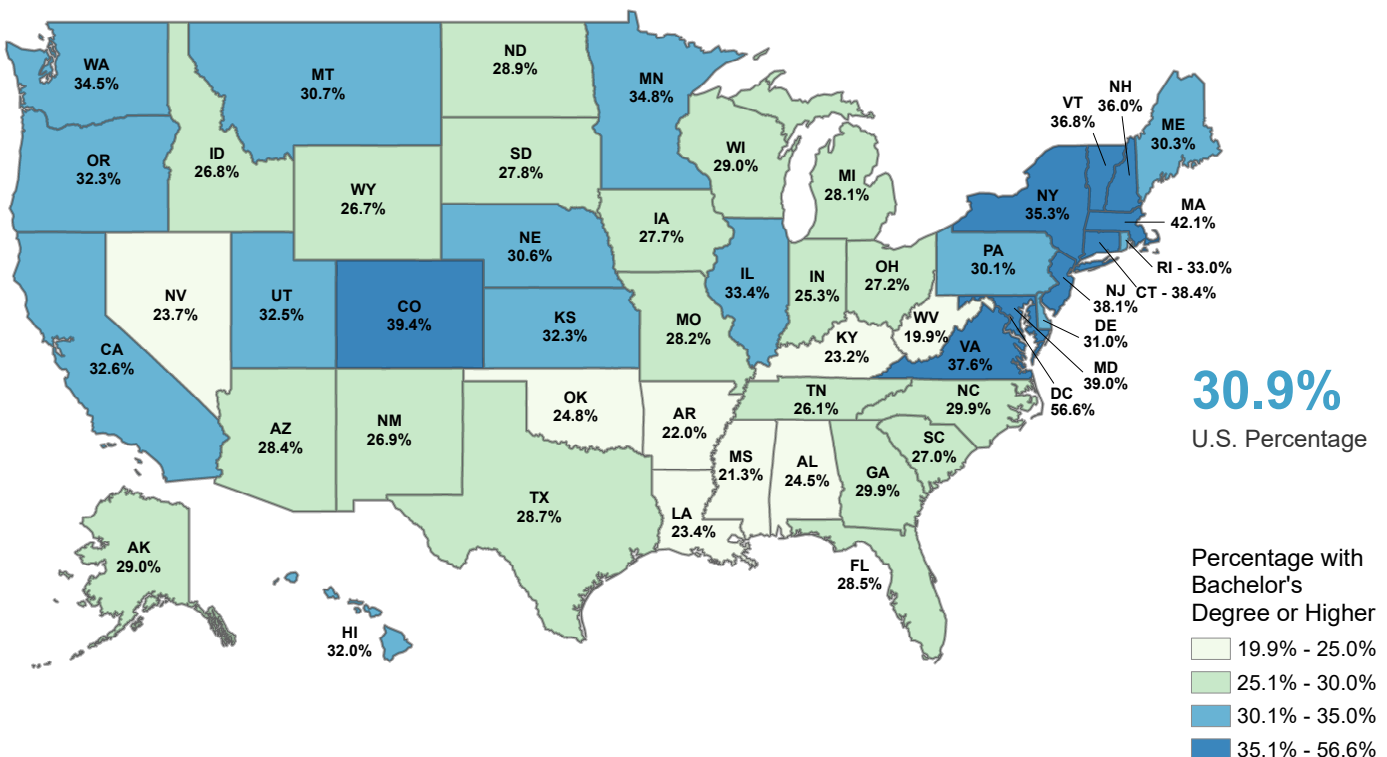 WA
34.5%
MT
30.7%
ND
28.9%
MN
34.8%
OR
32.3%
ID
26.8%
WY
26.7%
SD
27.8%
WI
29.0%
MI
28.1%
VT
36.8%
NH
36.0%
ME
30.3%
NY
35.3%
MA
42.1%
RI - 33.0%
CT - 38.4%
NJ
38.1%
PA
30.1%
DE
31.0%
MD
39.0%
DC
56.6%
NV
23.7%
UT
32.5%
CO
39.4%
NE
30.6%
IA
27.7%
KS
32.3%
MO
28.2%
IL
33.4%
IN
25.3%
OH
27.2%
WV
19.9%
KY
23.2%
VA
37.6%
CA
32.6%
AZ
28.4%
NM
26.9%
OK
24.8%
AR
22.0%
TN
26.1%
NC
29.9%
SC
27.0%
MS
21.3%
AL
24.5%
GA
29.9%
TX
28.7%
LA
23.4%
FL
28.5%
AK
29.0%
HI
32.0%
30.9%
U.S. Percentage
Percentage with
Bachelor's
Degree or Higher
19.9% - 25.0%
25.1% - 30.0%
30.1% - 35.0%
35.1% - 56.6%